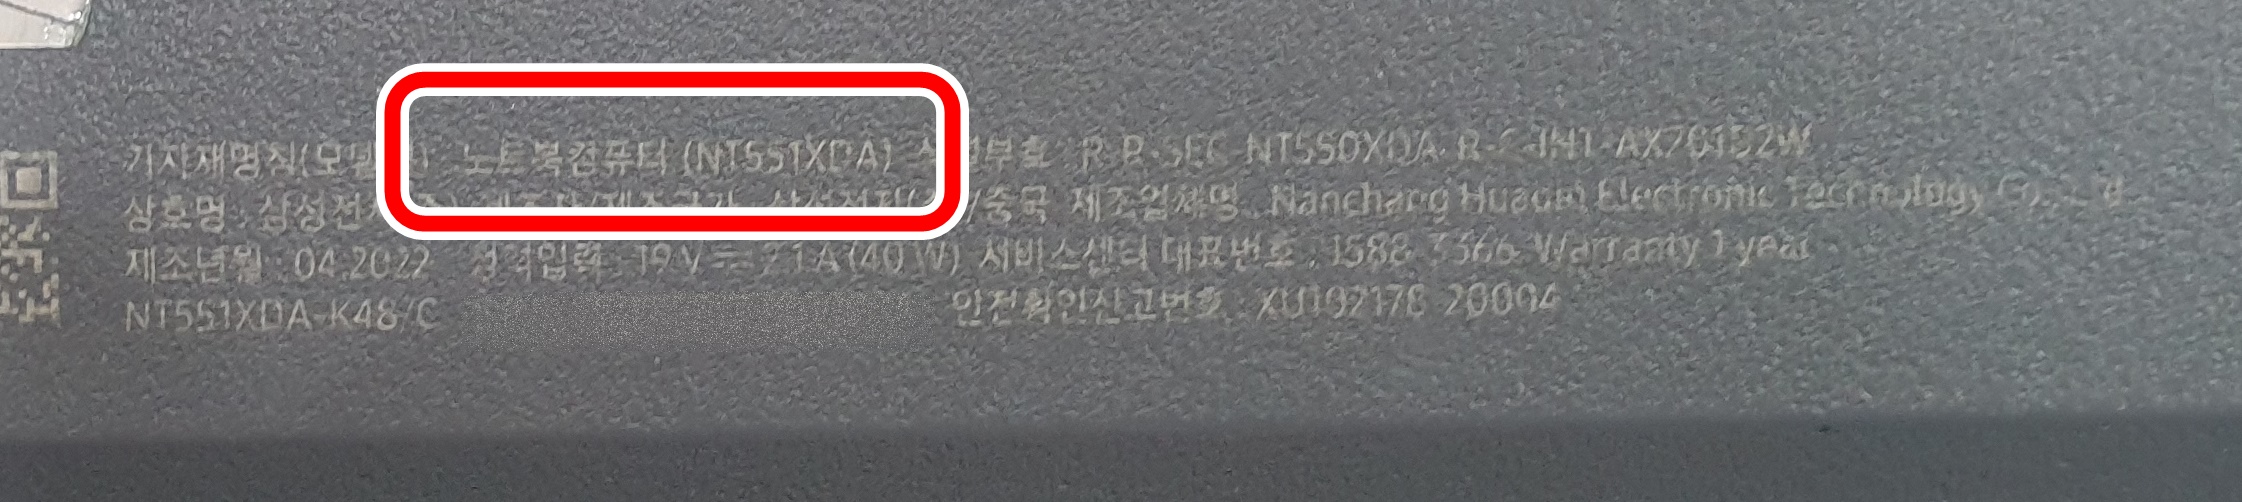 기자재명칭(모델명) 노트북컴퓨터 (NT551XDA) 식별부호 : R-R-SEC-NT550XDA-R-C-IN1-AX78152W
상호명 : 삼성전자(주) 제조자/제조국가 : 삼성전자(주)/중국 제조업체명 : Nanchang Electronic Technology Co., Ltd
제조년월 : 04.2022 정격입력 : 19 V ⎓ 2.1 A (40 W) 서비스센터 대표번호 : 1588-3366 Warranty 1 year
NT551XDA-K48/C 안전확인신고번호 : XU102178-20004